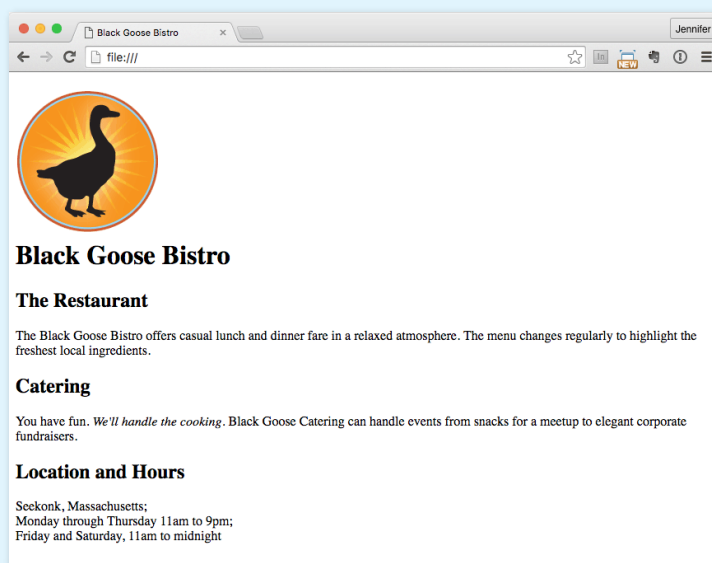 Black Goose Bistro
Jennifer
file:///
In
NEW
Black Goose Bistro
The Restaurant
The Black Goose Bistro offers casual lunch and dinner fare in a relaxed atmosphere. The menu changes regularly to highlight the
freshest local ingredients.
Catering
You have fun. We'll handle the cooking. Black Goose Catering can handle events from snacks for a meetup to elegant corporate
fundraisers.
Location and Hours
Seekonk, Massachusetts;
Monday through Thursday 11am to 9pm;
Friday and Saturday, 11am to midnight